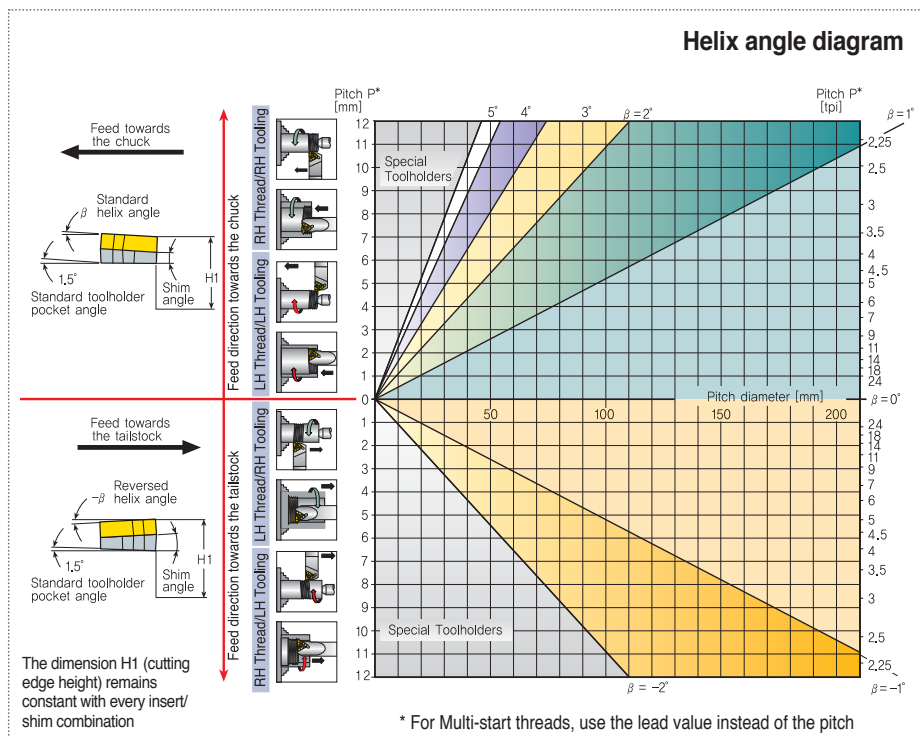 Helix angle diagram
Pitch P*
[mm]
Pitch P*
[tpi]
5° 4° 3° β=2° β=1°
Feed towards
the chuck
Standard
helix angle
β
1.5°
H1
Shim
angle
Standard toolholder
pocket angle
Feed direction towards the chuck
RH Thread/RH Tooling
LH Thread/LH Tooling
12
11
10
9
8
7
6
5
4
3
2
1
0
Special
Toolholders
2,25
2,5
3
3,5
4
4,5
5
6
7
9
11
14
18
24
Pitch diameter [mm]
β=0°
50 100 150 200
Feed towards
the tailstock
Reversed
helix angle
-β
1.5°
H1
Shim
angle
Standard toolholder
pocket angle
Feed direction towards the tailstock
LH Thread/RH Tooling
RH Thread/LH Tooling
1
2
3
4
5
6
7
8
9
10
11
12
Special Toolholders
24
18
14
11
9
7
6
5
4,5
4
3,5
3
2,5
2,25
β=-2°
β=-1°
The dimension H1 (cutting
edge height) remains
constant with every insert/
shim combination
* For Multi-start threads, use the lead value instead of the pitch